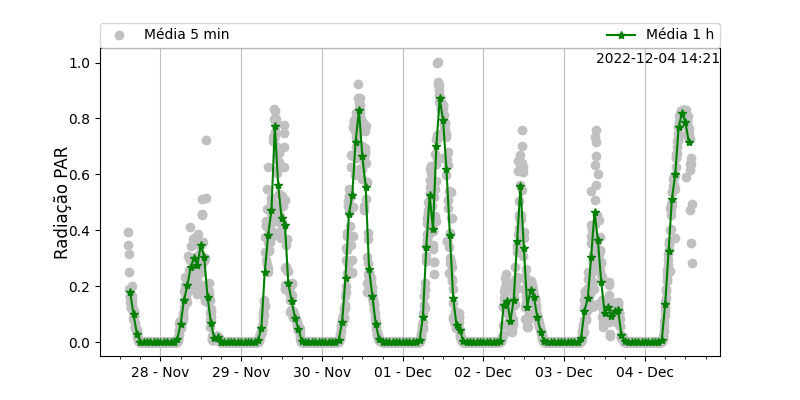 Média 5 min
Média 1 h
2022-12-04 14:21
Radiação PAR
1.0
0.8
0.6
0.4
0.2
0.0
28 - Nov
29 - Nov
30 - Nov
01 - Dec
02 - Dec
03 - Dec
04 - Dec